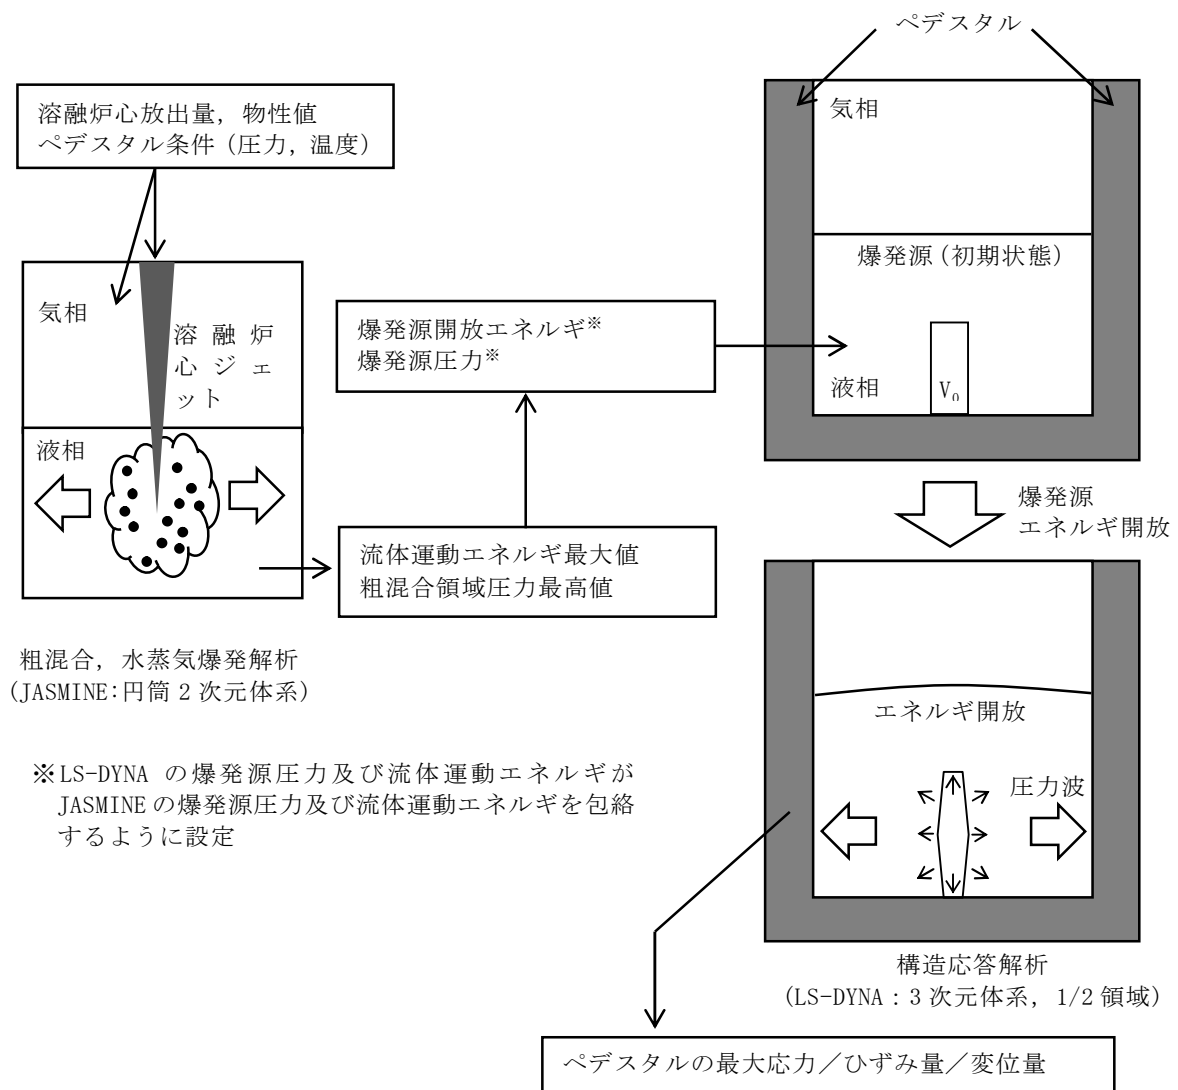 ペデスタル
溶融炉心放出量, 物性値
ペデスタル条件（圧力, 温度）
気相
溶融炉
心ジェ
ット
液相
粗混合, 水蒸気爆発解析
(JASMINE:円筒 2 次元体系)
爆発源開放エネルギ※
爆発源圧力※
流体運動エネルギ最大値
粗混合領域圧力最高値
気相
爆発源（初期状態）
液相
V₀
爆発源
エネルギ開放
エネルギ開放
圧力波
構造応答解析
(LS-DYNA：3 次元体系, 1/2 領域)
※LS-DYNA の爆発源圧力及び流体運動エネルギが
JASMINE の爆発源圧力及び流体運動エネルギを包絡
するように設定
ペデスタルの最大応力／ひずみ量／変位量